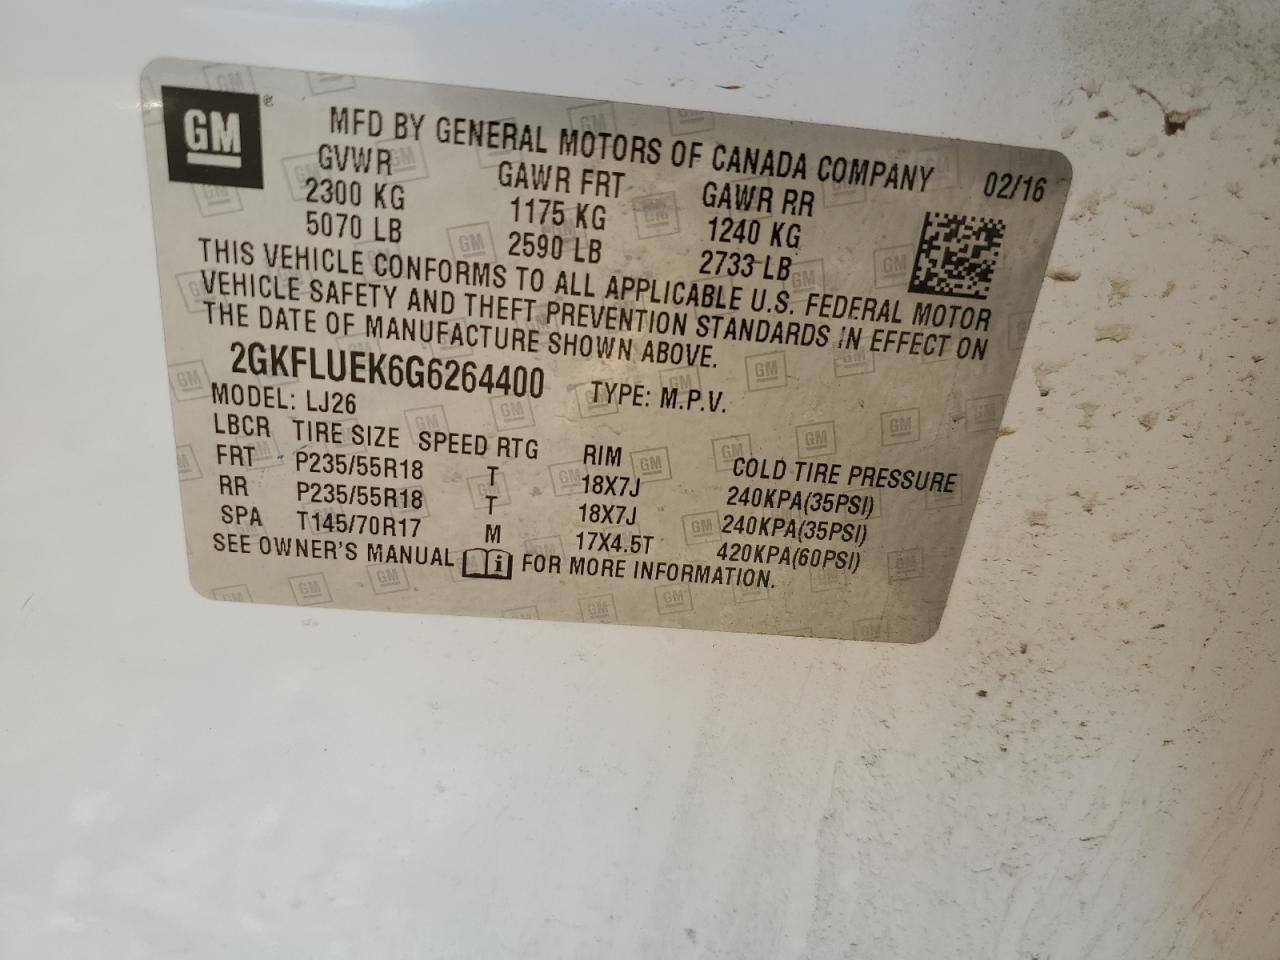 GM
MFD BY GENERAL MOTORS OF CANADA COMPANY 02/16
GVWR GAWR FRT GAWR RR
2300 KG 1175 KG 1240 KG
5070 LB 2590 LB 2733 LB
THIS VEHICLE CONFORMS TO ALL APPLICABLE U.S. FEDERAL MOTOR
VEHICLE SAFETY AND THEFT PREVENTION STANDARDS IN EFFECT ON
THE DATE OF MANUFACTURE SHOWN ABOVE.
2GKFLUEK6G6264400 TYPE: M.P.V.
MODEL: LJ26
LBCR TIRE SIZE SPEED RTG RIM COLD TIRE PRESSURE
FRT P235/55R18 T 18X7J 240KPA(35PSI)
RR P235/55R18 T 18X7J 240KPA(35PSI)
SPA T145/70R17 M 17X4.5T 420KPA(60PSI)
SEE OWNER'S MANUAL FOR MORE INFORMATION.